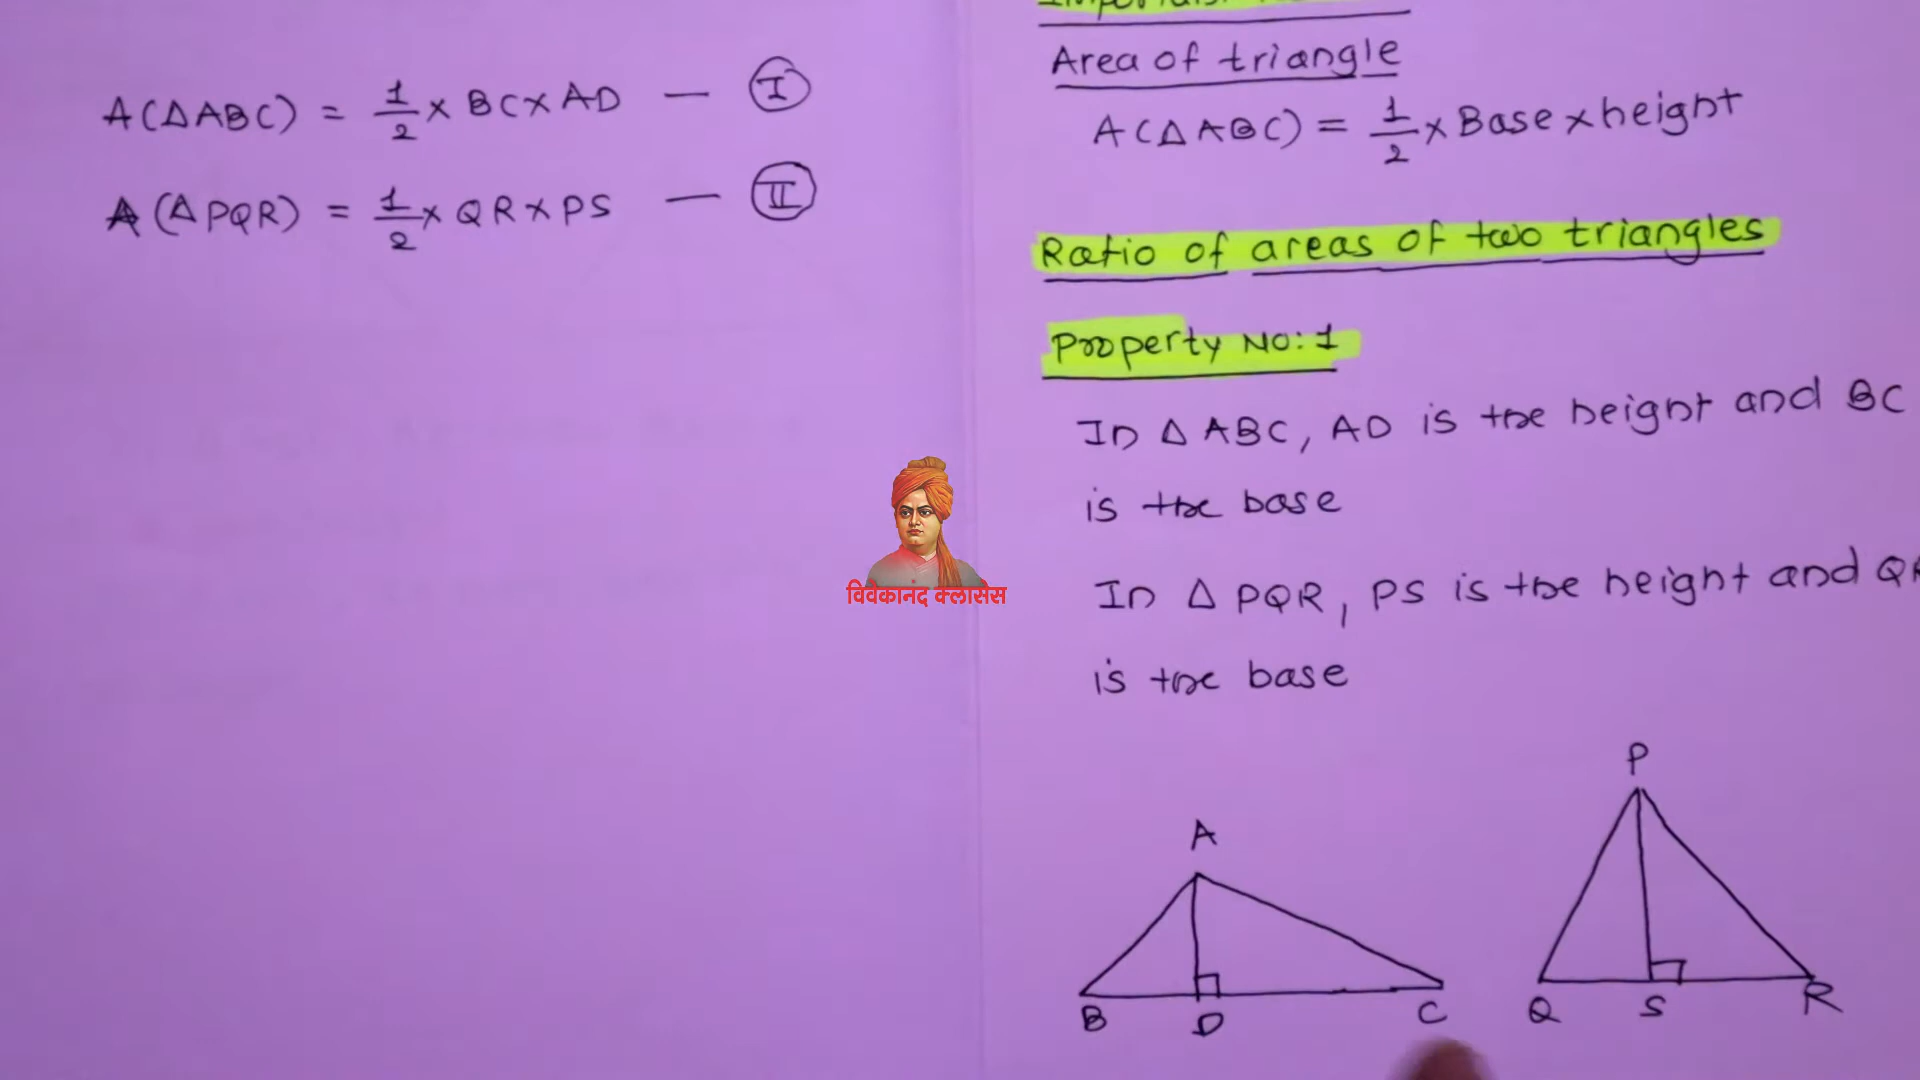 A(△ABC) = 1/2 × BC × AD — I
A(△PQR) = 1/2 × QR × PS — II
Area of triangle
A(△ABC) = 1/2 × Base × height
Ratio of areas of two triangles
Property No: 1
In △ABC, AD is the height and BC
is the base
In △PQR, PS is the height and QR
is the base
P
A
B D C
Q S R
विवेकानंद क्लासेस